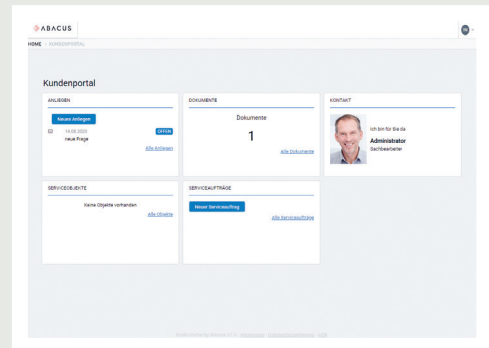 ABACUS
HOME > KUNDENPORTAL
Kundenportal
ANLIEGEN
Neues Anliegen
14.08.2020 OFFEN
neue Frage
Alle Anliegen
DOKUMENTE
Dokumente
1
Alle Dokumente
KONTAKT
Ich bin für Sie da
Administrator
Sachbearbeiter
SERVICEOBJEKTE
Keine Objekte vorhanden
Alle Objekte
SERVICEAUFTRÄGE
Neuer Serviceauftrag
Alle Serviceaufträge